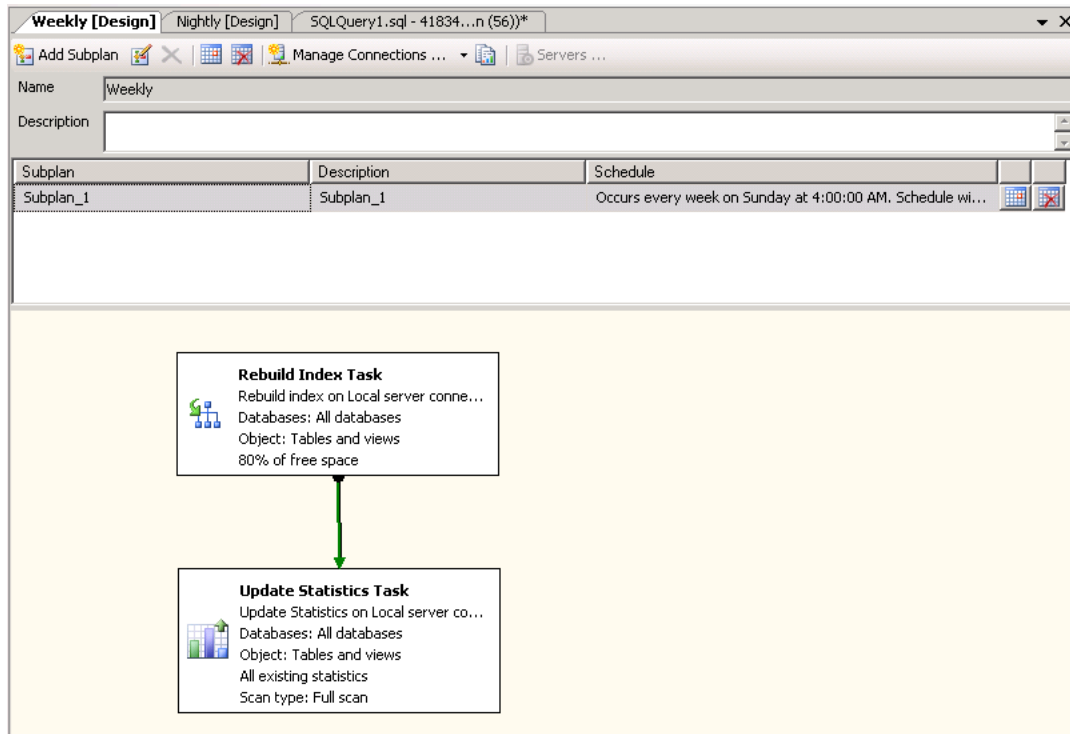 Weekly [Design] Nightly [Design] SQLQuery1.sql - 41834...n (56))*
Add Subplan Manage Connections ... Servers ...
Name Weekly
Description
Subplan Description Schedule
Subplan_1 Subplan_1 Occurs every week on Sunday at 4:00:00 AM. Schedule wi...
Rebuild Index Task
Rebuild index on Local server conne...
Databases: All databases
Object: Tables and views
80% of free space
Update Statistics Task
Update Statistics on Local server co...
Databases: All databases
Object: Tables and views
All existing statistics
Scan type: Full scan